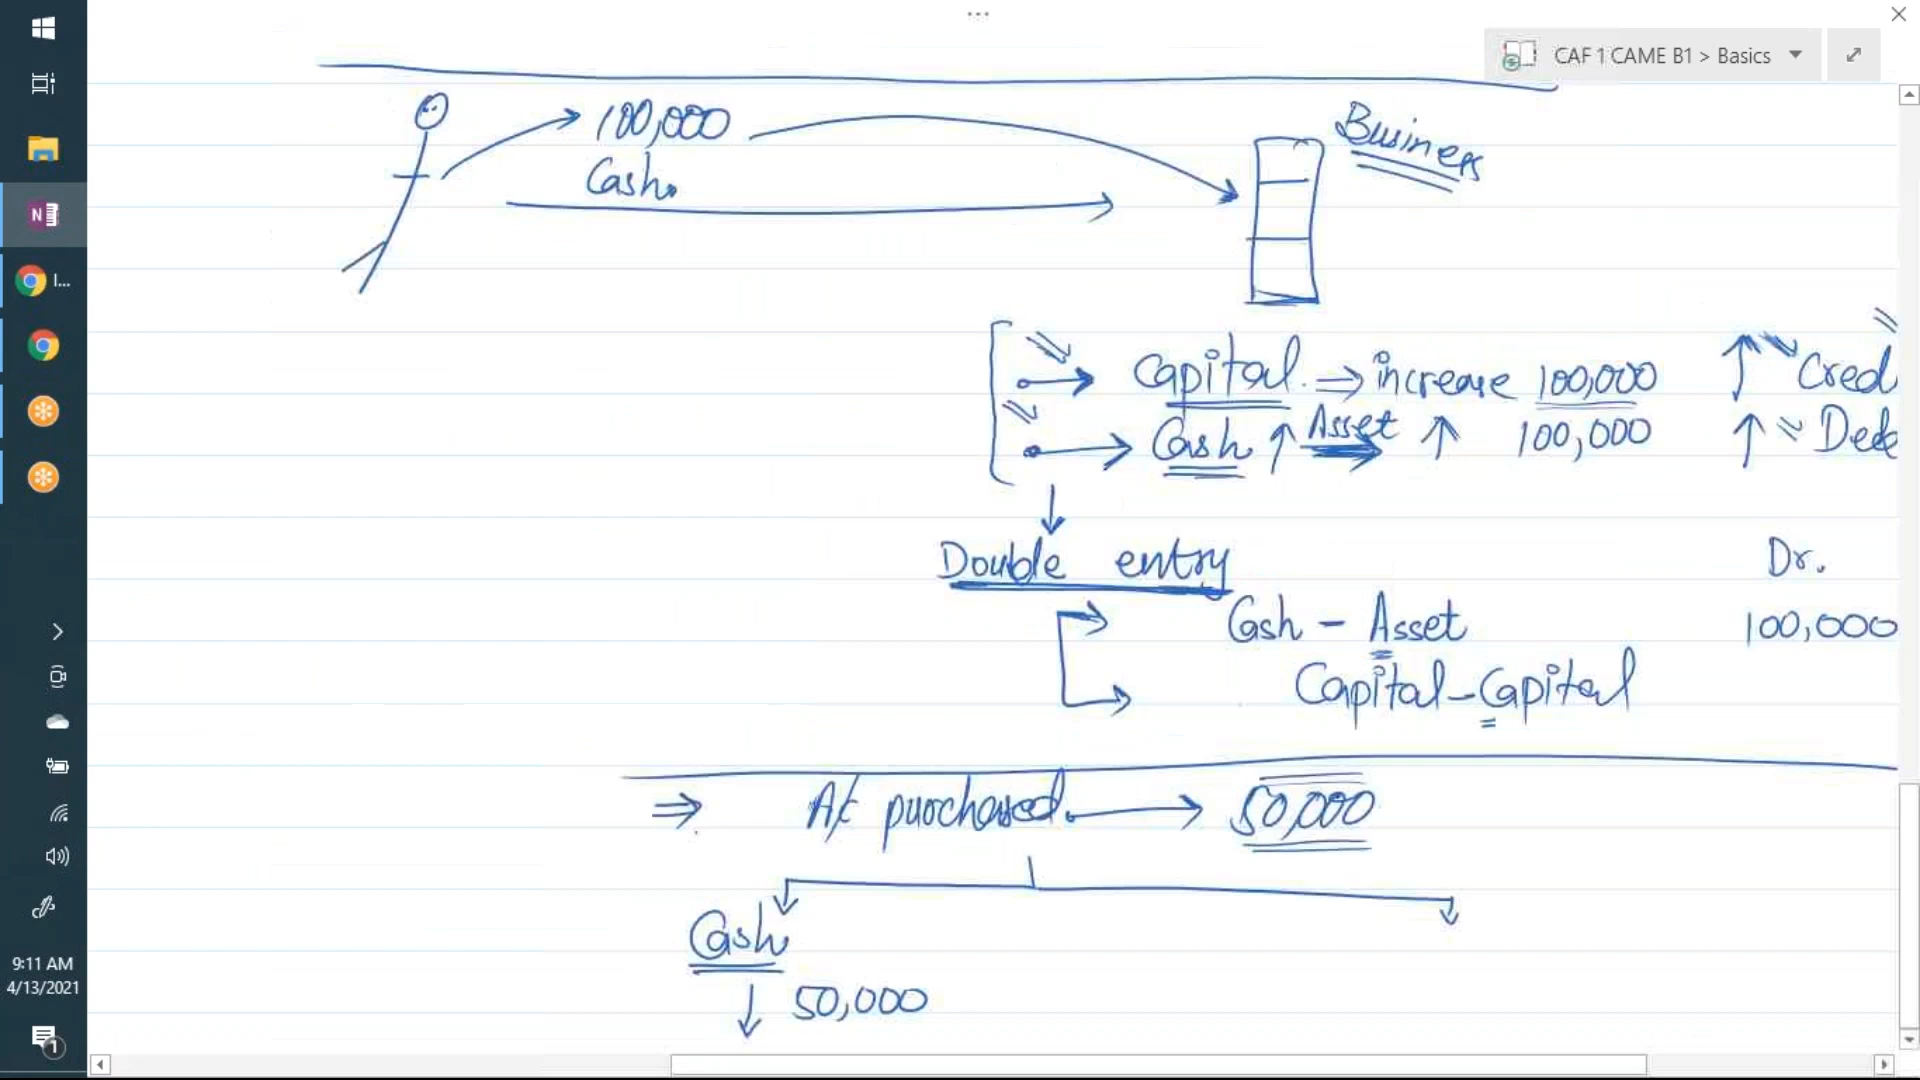 CAF 1 CAME B1 > Basics
100,000
Cash.
Business
Capital. ⇒ increase 100,000 ↑ Cred
Cash ↑ Asset ↑ 100,000 ↑ Deb
Double entry
Dr.
Cash - Asset 100,000
Capital - Capital
⇒ A/C purchased. → 50,000
Cash
↓ 50,000
I...
9:11 AM
4/13/2021
1